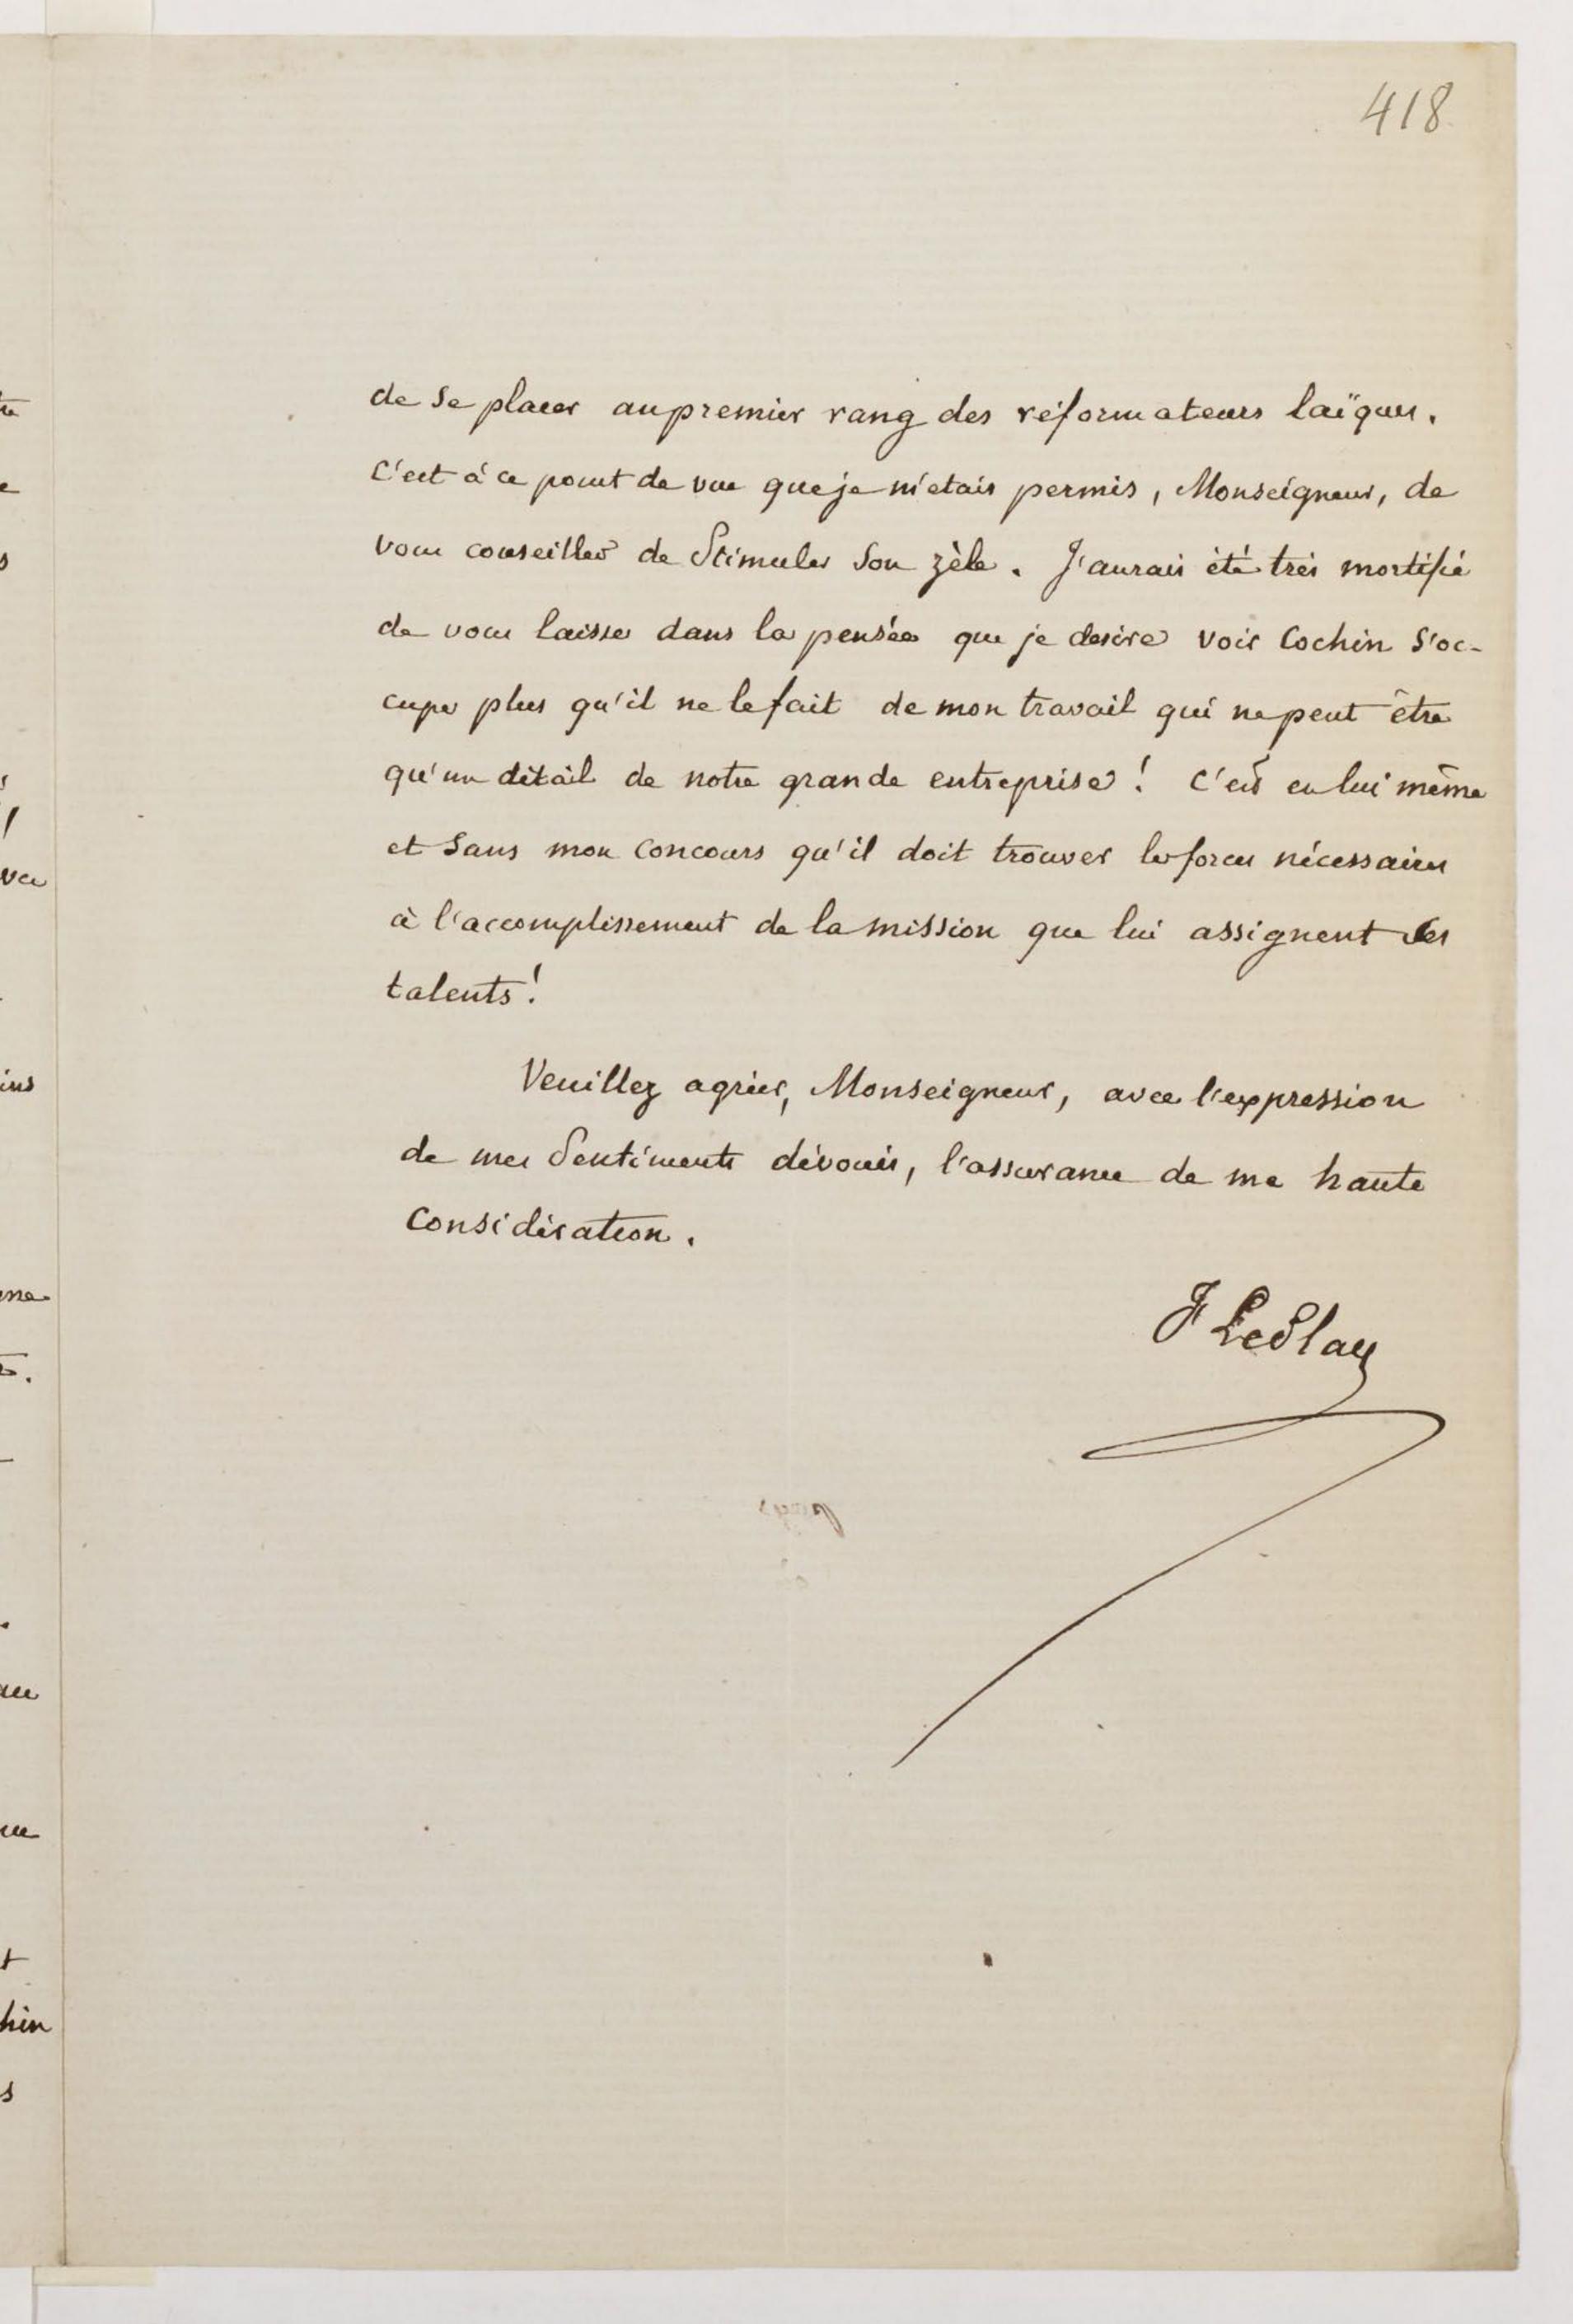 418
de se placer au premier rang des réformateurs laïques.
C'est à ce point de vue que je m'étais permis, Monseigneur, de
vous conseiller de Stimuler Son zèle. J'aurais été très mortifié
de vous laisser dans la pensée que je desire voir Cochin S'oc-
cuper plus qu'il ne le fait de mon travail qui ne peut être
qu'un détail de notre grande entreprise! C'est en lui même
et Sans mon concours qu'il doit trouver les forces nécessaires
à l'accomplissement de la mission que lui assignent Ses
talents!
Veuillez agréer, Monseigneur, avec l'expression
de mes Sentiments dévoués, l'assurance de ma haute
Considération.
F LePlay